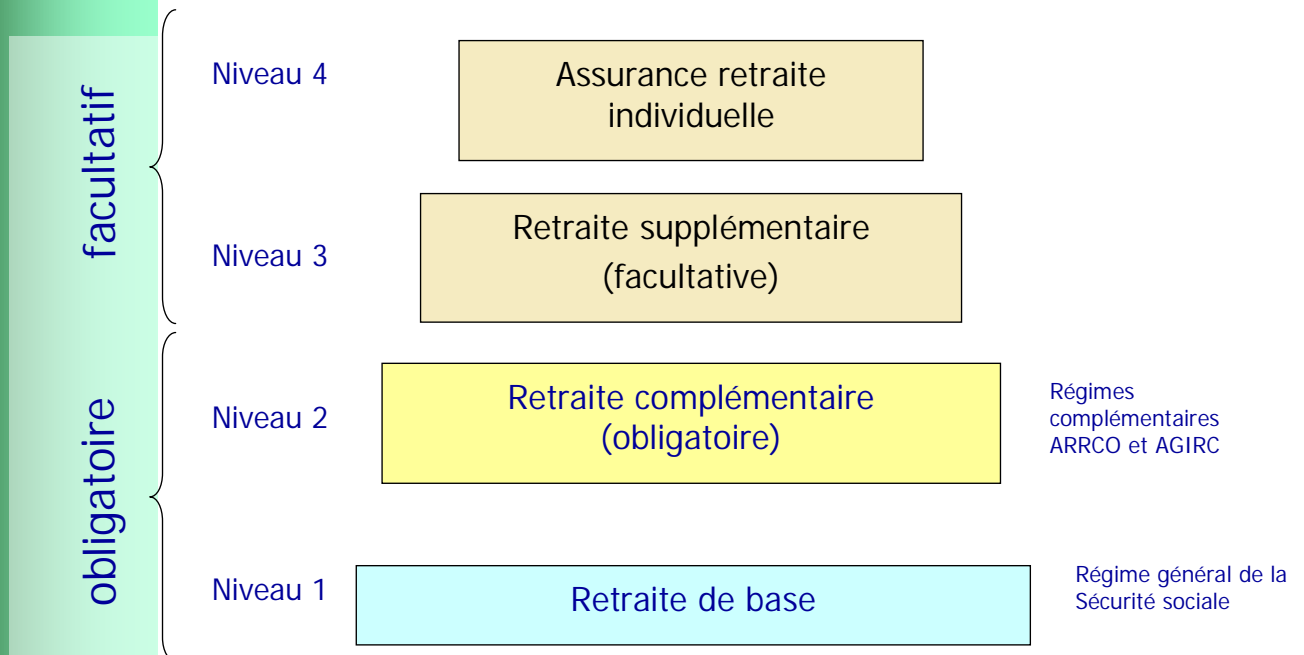 facultatif
Niveau 4
Assurance retraite
individuelle
Niveau 3
Retraite supplémentaire
(facultative)
obligatoire
Niveau 2
Retraite complémentaire
(obligatoire)
Régimes
complémentaires
ARRCO et AGIRC
Niveau 1
Retraite de base
Régime général de la
Sécurité sociale